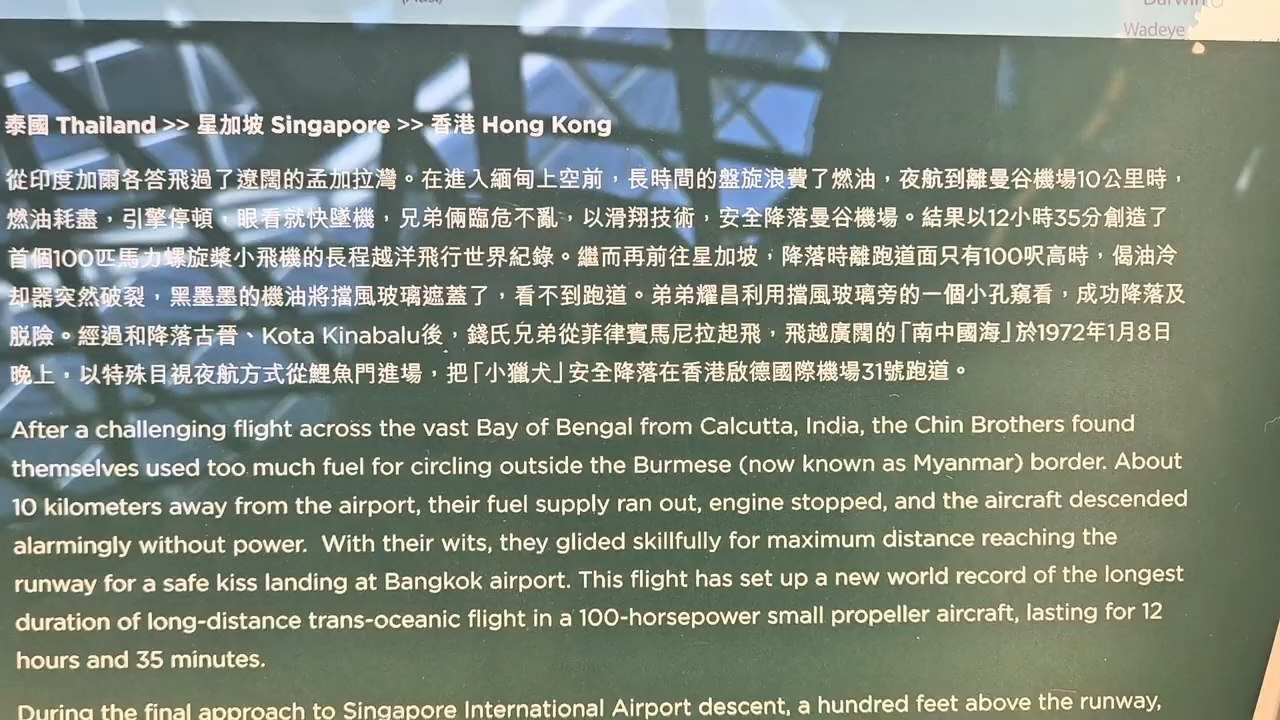 Darwin
Wadeye
泰國 Thailand >> 星加坡 Singapore >> 香港 Hong Kong
從印度加爾各答飛過了遼闊的孟加拉灣。在進入緬甸上空前，長時間的盤旋浪費了燃油，夜航到離曼谷機場10公里時，
燃油耗盡，引擎停頓，眼看就快墜機，兄弟倆臨危不亂，以滑翔技術，安全降落曼谷機場。結果以12小時35分創造了
首個100匹馬力螺旋槳小飛機的長程越洋飛行世界紀錄。繼而再前往星加坡，降落時離跑道面只有100呎高時，偈油冷
却器突然破裂，黑墨墨的機油將擋風玻璃遮蓋了，看不到跑道。弟弟耀昌利用擋風玻璃旁的一個小孔窺看，成功降落及
脱險。經過和降落古晉、Kota Kinabalu後，錢氏兄弟從菲律賓馬尼拉起飛，飛越廣闊的「南中國海」於1972年1月8日
晚上，以特殊目視夜航方式從鯉魚門進場，把「小獵犬」安全降落在香港啟德國際機場31號跑道。
After a challenging flight across the vast Bay of Bengal from Calcutta, India, the Chin Brothers found
themselves used too much fuel for circling outside the Burmese (now known as Myanmar) border. About
10 kilometers away from the airport, their fuel supply ran out, engine stopped, and the aircraft descended
alarmingly without power. With their wits, they glided skillfully for maximum distance reaching the
runway for a safe kiss landing at Bangkok airport. This flight has set up a new world record of the longest
duration of long-distance trans-oceanic flight in a 100-horsepower small propeller aircraft, lasting for 12
hours and 35 minutes.
During the final approach to Singapore International Airport descent, a hundred feet above the runway,